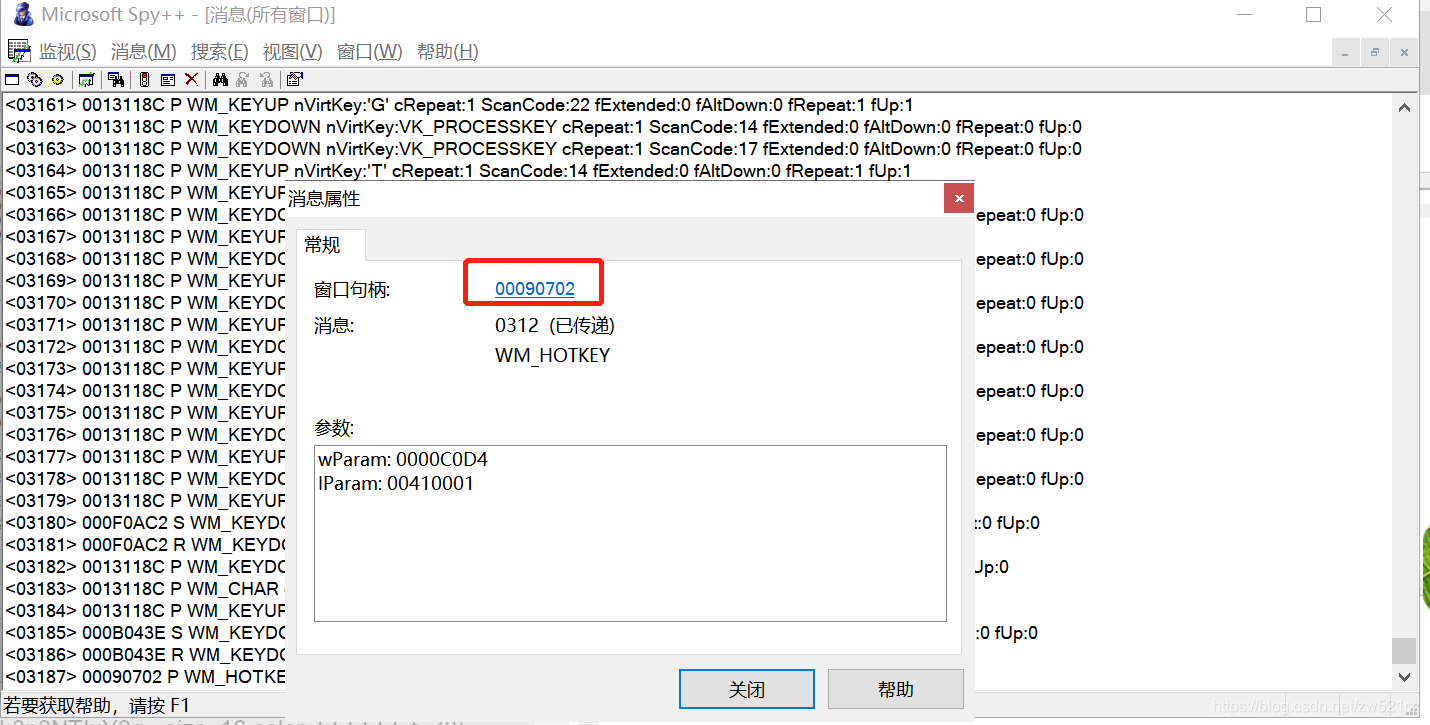 Microsoft Spy++ - [消息(所有窗口)]
监视(S) 消息(M) 搜索(E) 视图(V) 窗口(W) 帮助(H)
<03161> 0013118C P WM_KEYUP nVirtKey:'G' cRepeat:1 ScanCode:22 fExtended:0 fAltDown:0 fRepeat:1 fUp:1
<03162> 0013118C P WM_KEYDOWN nVirtKey:VK_PROCESSKEY cRepeat:1 ScanCode:14 fExtended:0 fAltDown:0 fRepeat:0 fUp:0
<03163> 0013118C P WM_KEYDOWN nVirtKey:VK_PROCESSKEY cRepeat:1 ScanCode:17 fExtended:0 fAltDown:0 fRepeat:0 fUp:0
<03164> 0013118C P WM_KEYUP nVirtKey:'T' cRepeat:1 ScanCode:14 fExtended:0 fAltDown:0 fRepeat:1 fUp:1
<03165> 0013118C P WM_KEYUP
<03166> 0013118C P WM_KEYDO epeat:0 fUp:0
<03167> 0013118C P WM_KEYUP
<03168> 0013118C P WM_KEYDO epeat:0 fUp:0
<03169> 0013118C P WM_KEYUP
<03170> 0013118C P WM_KEYDO epeat:0 fUp:0
<03171> 0013118C P WM_KEYUP
<03172> 0013118C P WM_KEYDO epeat:0 fUp:0
<03173> 0013118C P WM_KEYUP
<03174> 0013118C P WM_KEYDO epeat:0 fUp:0
<03175> 0013118C P WM_KEYUP
<03176> 0013118C P WM_KEYDO epeat:0 fUp:0
<03177> 0013118C P WM_KEYUP
<03178> 0013118C P WM_KEYDO epeat:0 fUp:0
<03179> 0013118C P WM_KEYUP
<03180> 000F0AC2 S WM_KEYDO :0 fUp:0
<03181> 000F0AC2 R WM_KEYDO
<03182> 0013118C P WM_KEYDO Up:0
<03183> 0013118C P WM_CHAR
<03184> 0013118C P WM_KEYUP
<03185> 000B043E S WM_KEYDO :0 fUp:0
<03186> 000B043E R WM_KEYDO
<03187> 00090702 P WM_HOTKE
消息属性
常规
窗口句柄: 00090702
消息: 0312 (已传递)
WM_HOTKEY
参数:
wParam: 0000C0D4
lParam: 00410001
关闭 帮助
若要获取帮助，请按 F1